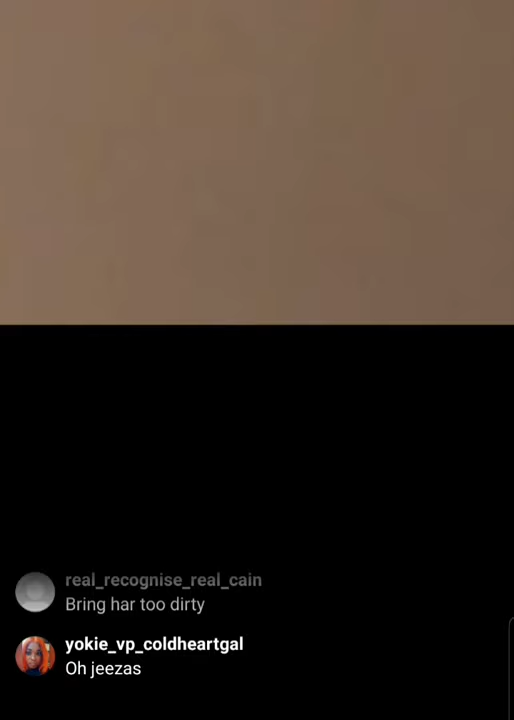 real_recognise_real_cain
Bring har too dirty
yokie_vp_coldheartgal
Oh jeezas